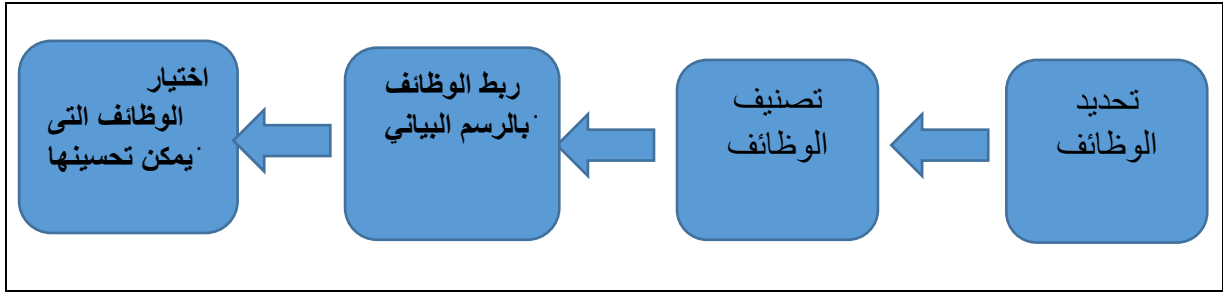 تحديد
الوظائف
تصنيف
الوظائف
ربط الوظائف
بالرسم البياني.
اختيار
الوظائف التى
يمكن تحسينها.